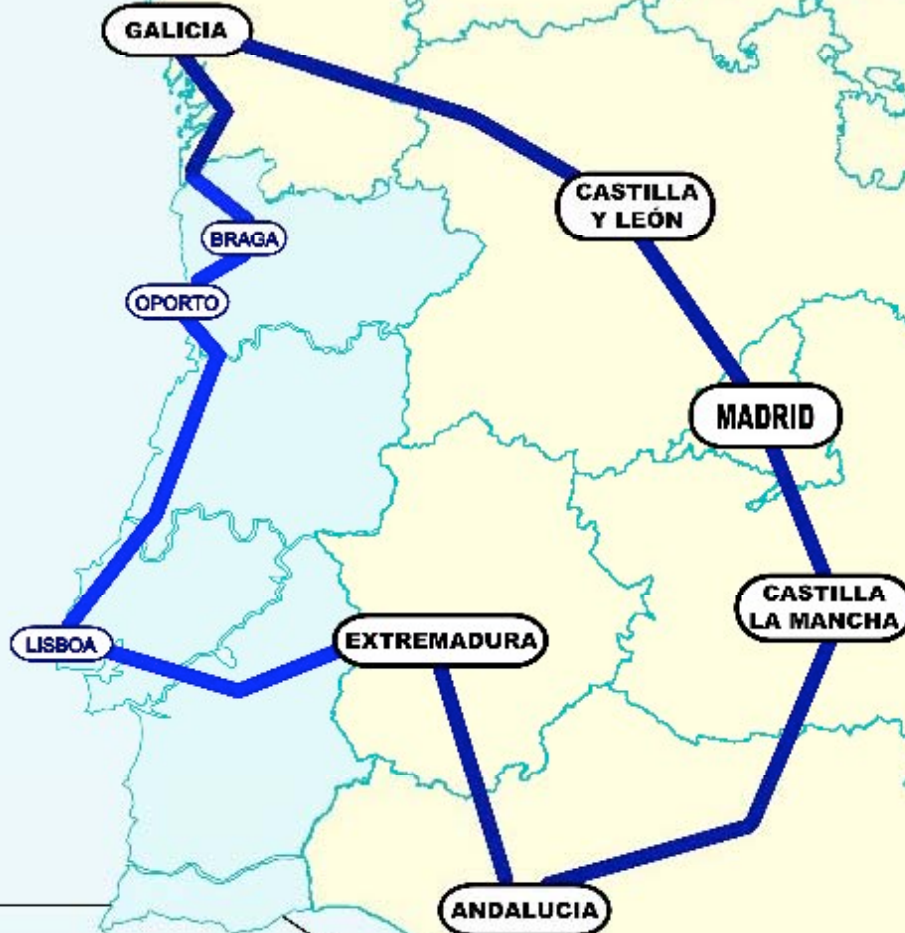 GALICIA
CASTILLA
Y LEÓN
BRAGA
OPORTO
MADRID
CASTILLA
LA MANCHA
LISBOA
EXTREMADURA
ANDALUCIA